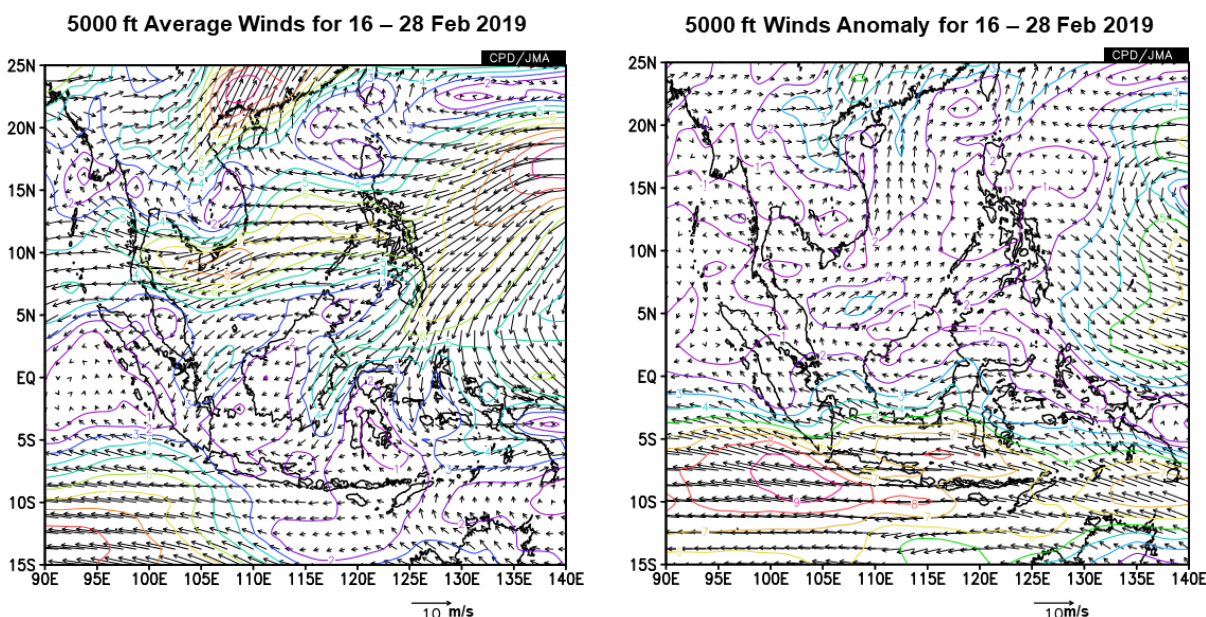 5000 ft Average Winds for 16 – 28 Feb 2019
CPD/JMA
25N
20N
15N
10N
5N
EQ
5S
10S
15S
90E 95E 100E 105E 110E 115E 120E 125E 130E 135E 140E
10 m/s
5000 ft Winds Anomaly for 16 – 28 Feb 2019
CPD/JMA
25N
20N
15N
10N
5N
EQ
5S
10S
15S
90E 95E 100E 105E 110E 115E 120E 125E 130E 135E 140E
10 m/s